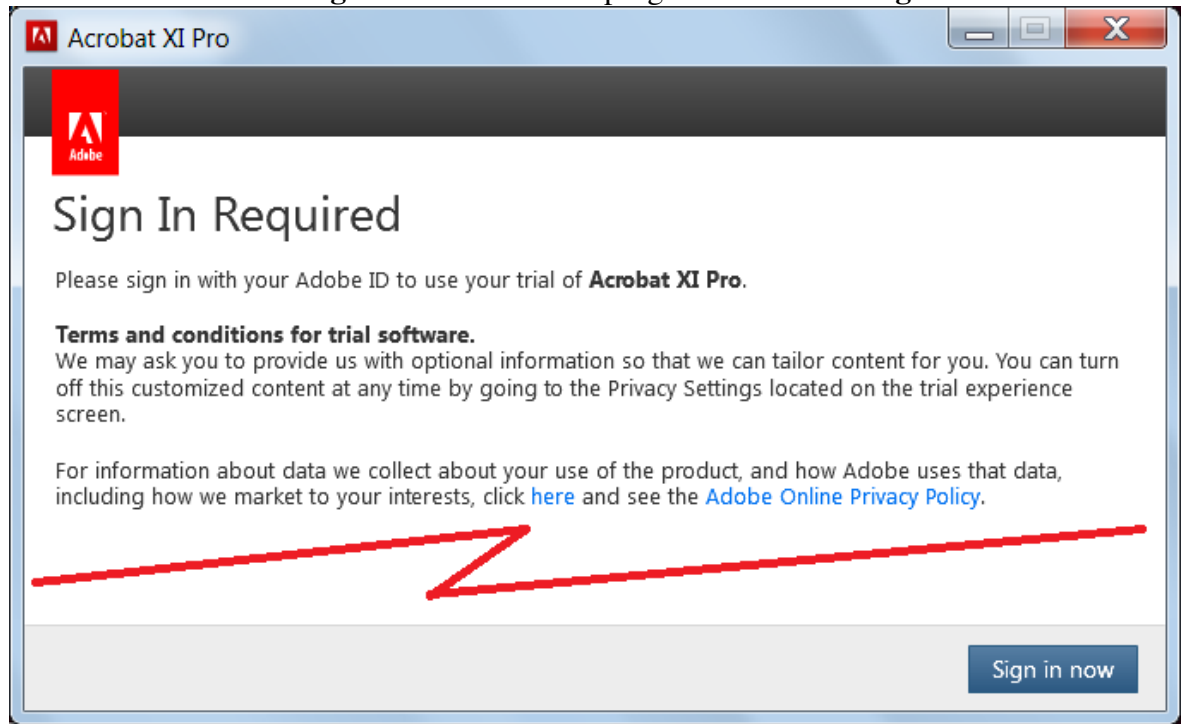 Acrobat XI Pro
Adobe
Sign In Required
Please sign in with your Adobe ID to use your trial of Acrobat XI Pro.
Terms and conditions for trial software.
We may ask you to provide us with optional information so that we can tailor content for you. You can turn
off this customized content at any time by going to the Privacy Settings located on the trial experience
screen.
For information about data we collect about your use of the product, and how Adobe uses that data,
including how we market to your interests, click here and see the Adobe Online Privacy Policy.
Sign in now